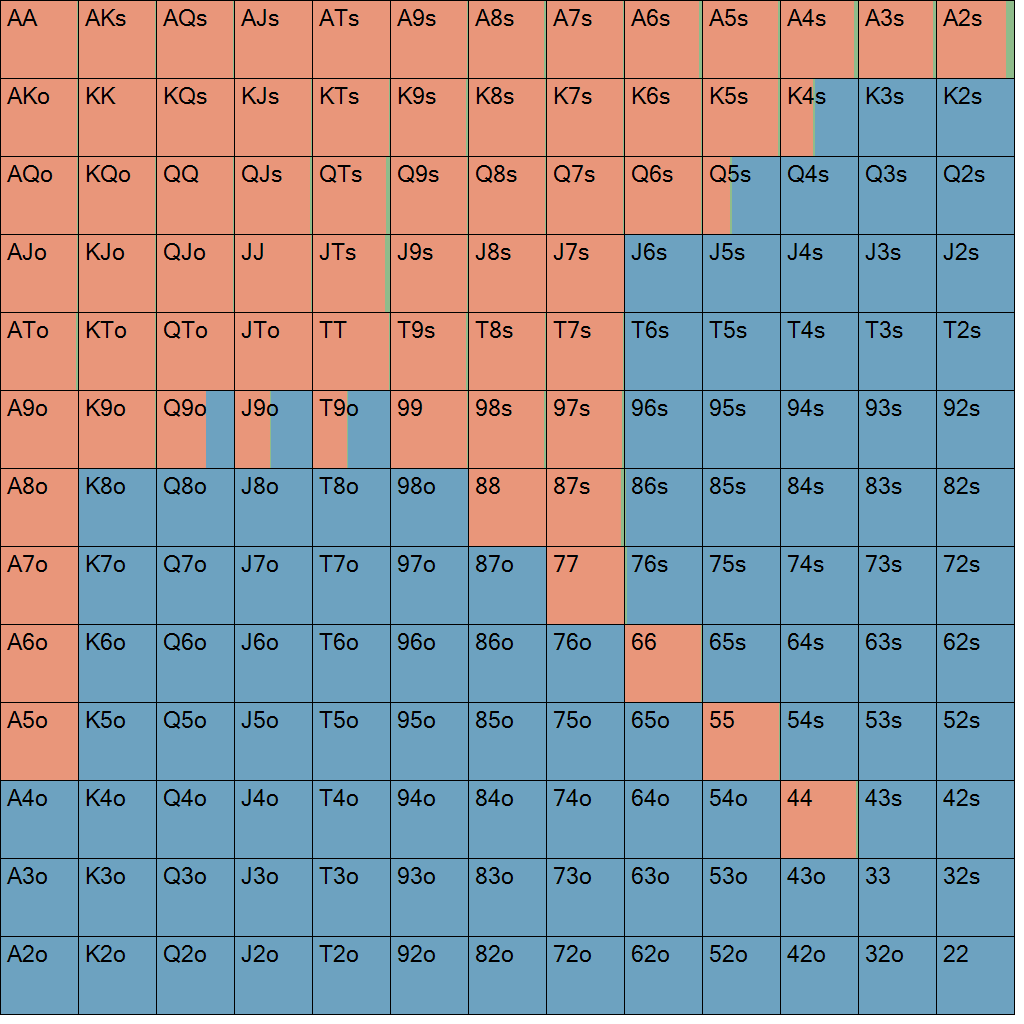 AA AKs AQs AJs ATs A9s A8s A7s A6s A5s A4s A3s A2s
AKo KK KQs KJs KTs K9s K8s K7s K6s K5s K4s K3s K2s
AQo KQo QQ QJs QTs Q9s Q8s Q7s Q6s Q5s Q4s Q3s Q2s
AJo KJo QJo JJ JTs J9s J8s J7s J6s J5s J4s J3s J2s
ATo KTo QTo JTo TT T9s T8s T7s T6s T5s T4s T3s T2s
A9o K9o Q9o J9o T9o 99 98s 97s 96s 95s 94s 93s 92s
A8o K8o Q8o J8o T8o 98o 88 87s 86s 85s 84s 83s 82s
A7o K7o Q7o J7o T7o 97o 87o 77 76s 75s 74s 73s 72s
A6o K6o Q6o J6o T6o 96o 86o 76o 66 65s 64s 63s 62s
A5o K5o Q5o J5o T5o 95o 85o 75o 65o 55 54s 53s 52s
A4o K4o Q4o J4o T4o 94o 84o 74o 64o 54o 44 43s 42s
A3o K3o Q3o J3o T3o 93o 83o 73o 63o 53o 43o 33 32s
A2o K2o Q2o J2o T2o 92o 82o 72o 62o 52o 42o 32o 22